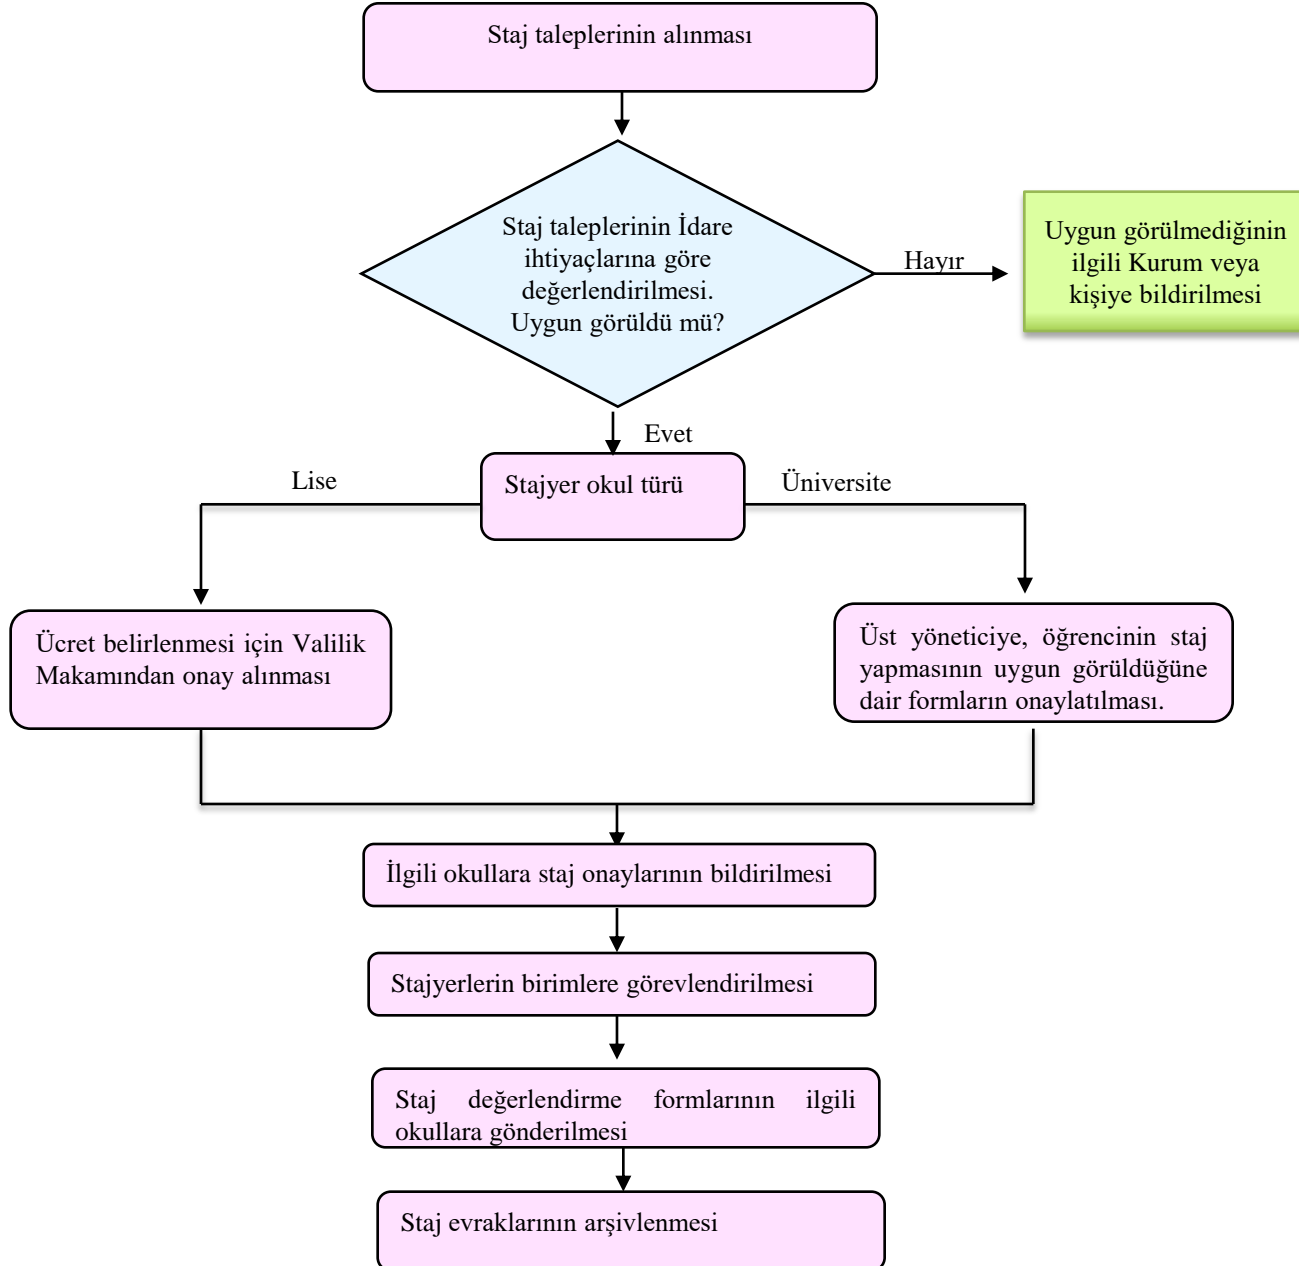 Staj taleplerinin alınması
Staj taleplerinin İdare
ihtiyaçlarına göre
değerlendirilmesi.
Uygun görüldü mü?
Hayır
Uygun görülmediğinin
ilgili Kurum veya
kişiye bildirilmesi
Evet
Lise
Stajyer okul türü
Üniversite
Ücret belirlenmesi için Valilik
Makamından onay alınması
Üst yöneticiye, öğrencinin staj
yapmasının uygun görüldüğüne
dair formların onaylatılması.
İlgili okullara staj onaylarının bildirilmesi
Stajyerlerin birimlere görevlendirilmesi
Staj değerlendirme formlarının ilgili
okullara gönderilmesi
Staj evraklarının arşivlenmesi